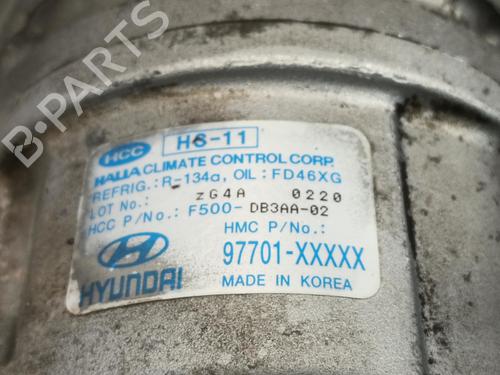 HCC HS-11
HALLA CLIMATE CONTROL CORP.
REFRIG.: R-134a, OIL: FD46XG
LOT No.: zG4A 0220
HCC P/No.: F500-DB3AA-02
HMC P/No.:
97701-XXXXX
HYUNDAI
MADE IN KOREA
B-PARTS